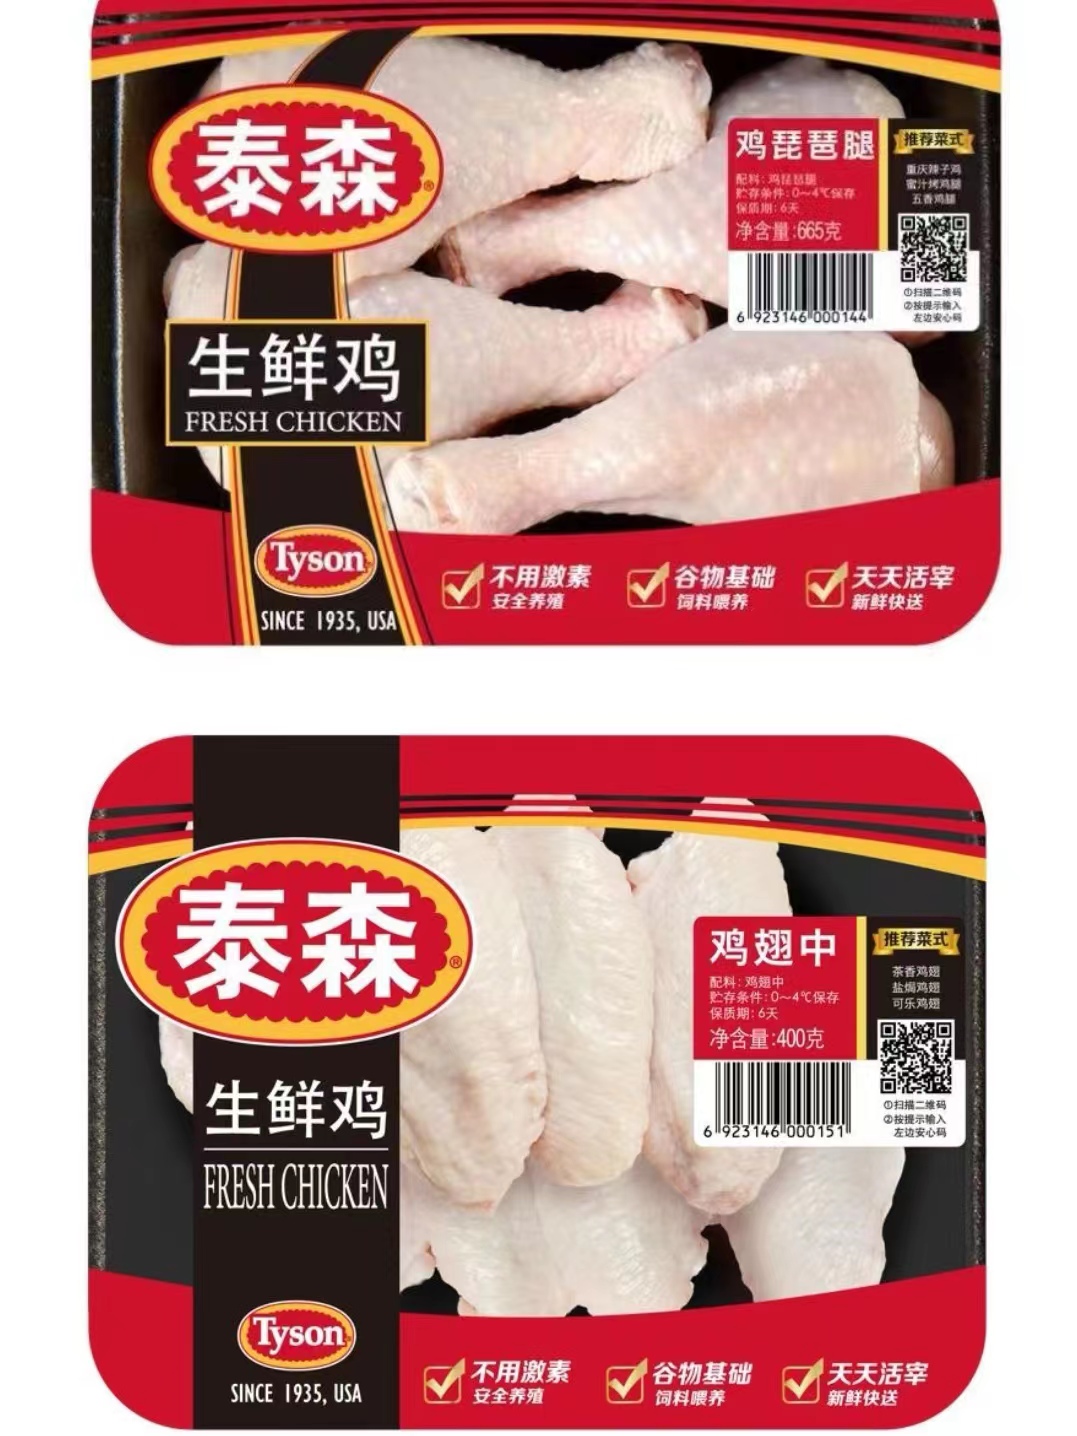 泰森®
生鲜鸡
FRESH CHICKEN
Tyson
SINCE 1935, USA
鸡琵琶腿
配料:鸡琵琶腿
贮存条件:0~4℃保存
保质期:6天
净含量:665克
6 923146 000144
推荐菜式
重庆辣子鸡
蜜汁烤鸡腿
五香鸡腿
①扫描二维码
②按提示输入
左边安心码
不用激素
安全养殖
谷物基础
饲料喂养
天天活宰
新鲜快送
泰森®
生鲜鸡
FRESH CHICKEN
Tyson
SINCE 1935, USA
鸡翅中
配料:鸡翅中
贮存条件:0~4℃保存
保质期:6天
净含量:400克
6 923146 000151
推荐菜式
茶香鸡翅
盐焗鸡翅
可乐鸡翅
①扫描二维码
②按提示输入
左边安心码
不用激素
安全养殖
谷物基础
饲料喂养
天天活宰
新鲜快送